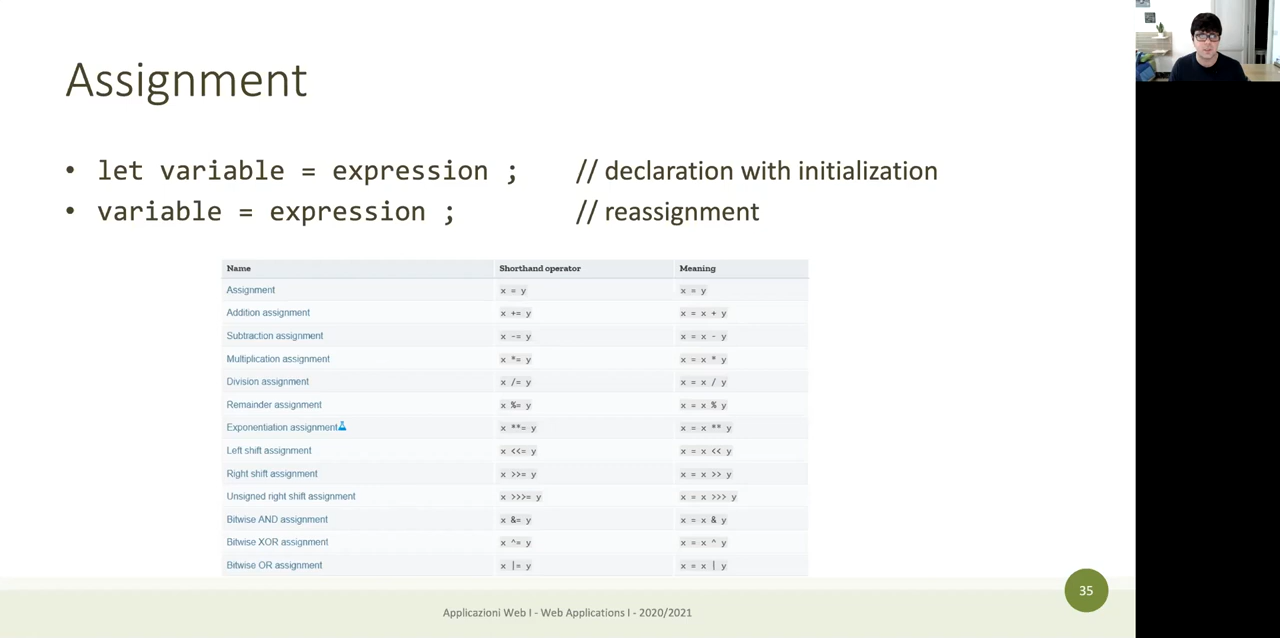 Assignment
• let variable = expression ; // declaration with initialization
• variable = expression ; // reassignment
Name Shorthand operator Meaning
Assignment x = y x = y
Addition assignment x += y x = x + y
Subtraction assignment x -= y x = x - y
Multiplication assignment x *= y x = x * y
Division assignment x /= y x = x / y
Remainder assignment x %= y x = x % y
Exponentiation assignment x **= y x = x ** y
Left shift assignment x <<= y x = x << y
Right shift assignment x >>= y x = x >> y
Unsigned right shift assignment x >>>= y x = x >>> y
Bitwise AND assignment x &= y x = x & y
Bitwise XOR assignment x ^= y x = x ^ y
Bitwise OR assignment x |= y x = x | y
35
Applicazioni Web I - Web Applications I - 2020/2021